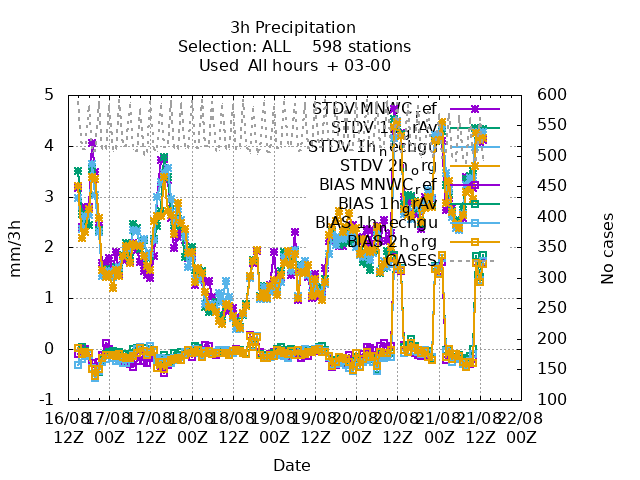 3h Precipitation
Selection: ALL    598 stations
Used  All hours  + 03-00
STDV MNWC_ref
STDV 1h_grAv
STDV 1h_nechgu
STDV 2h_org
BIAS MNWC_ref
BIAS 1h_grAv
BIAS 1h_nechgu
BIAS 2h_org
CASES
5
4
3
2
1
0
-1
mm/3h
600
550
500
450
400
350
300
250
200
150
100
No cases
16/08 17/08 17/08 18/08 18/08 19/08 19/08 20/08 20/08 21/08 21/08 22/08
12Z 00Z 12Z 00Z 12Z 00Z 12Z 00Z 12Z 00Z 12Z 00Z
Date